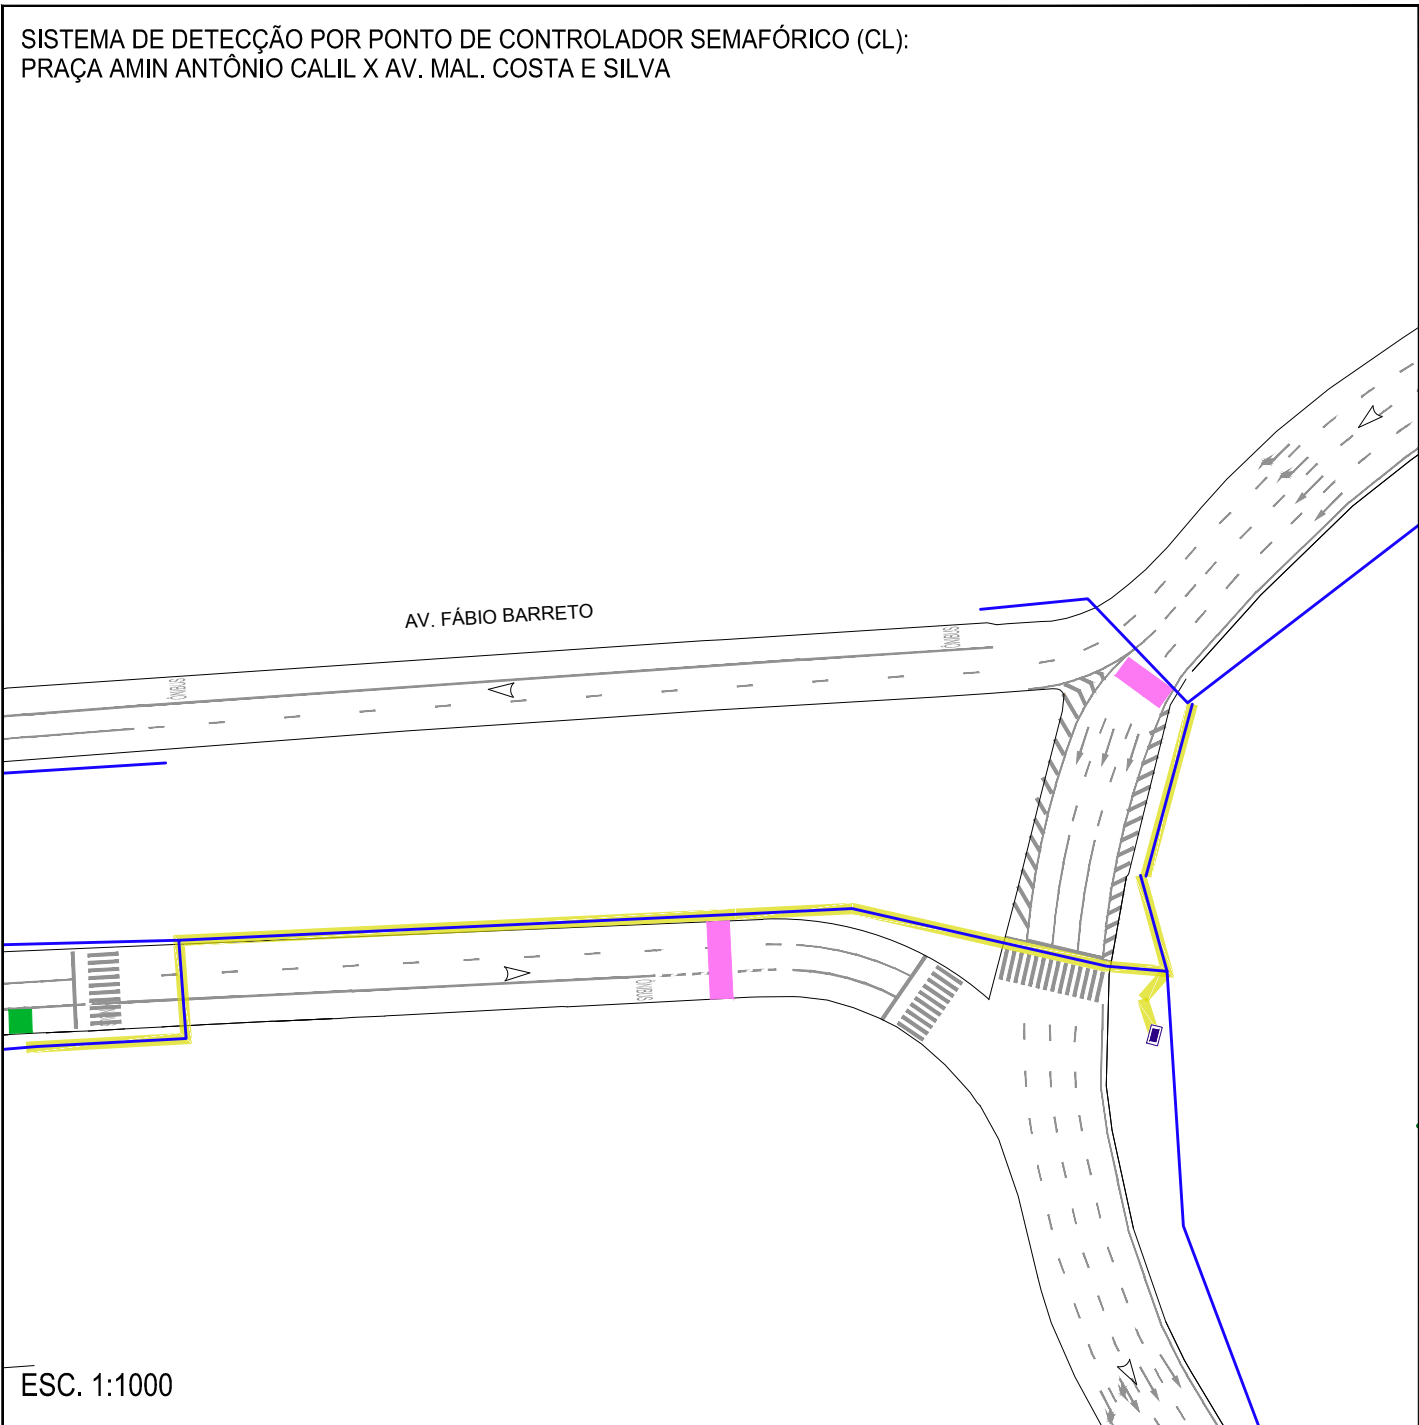 SISTEMA DE DETECÇÃO POR PONTO DE CONTROLADOR SEMAFÓRICO (CL):
PRAÇA AMIN ANTÔNIO CALIL X AV. MAL. COSTA E SILVA
AV. FÁBIO BARRETO
ÔNIBUS
ÔNIBUS
ÔNIBUS
ESC. 1:1000